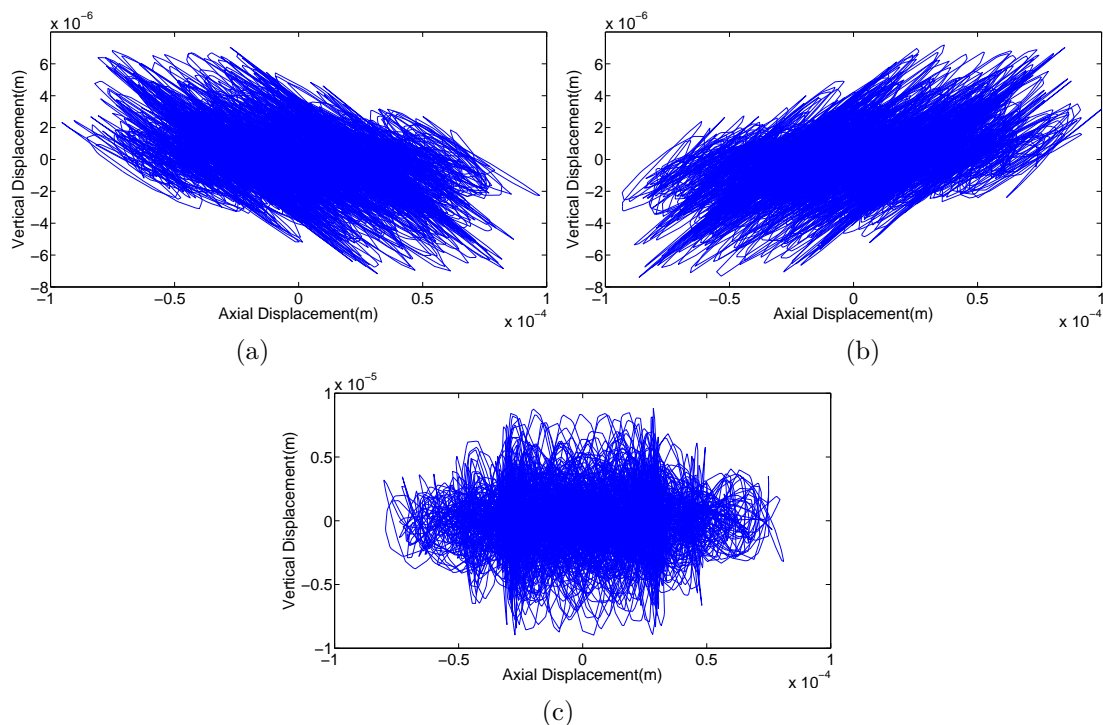 x 10⁻⁶ x 10⁻⁶
6 6
4 4
2 2
0 0
−2 −2
−4 −4
−6 −6
−8 −8
Vertical Displacement(m) Vertical Displacement(m)
−1 −0.5 0 0.5 1 −1 −0.5 0 0.5 1
Axial Displacement(m) Axial Displacement(m)
x 10⁻⁴ x 10⁻⁴
(a) (b)
x 10⁻⁵
1
0.5
0
−0.5
−1
Vertical Displacement(m)
−1 −0.5 0 0.5 1
Axial Displacement(m)
x 10⁻⁴
(c)